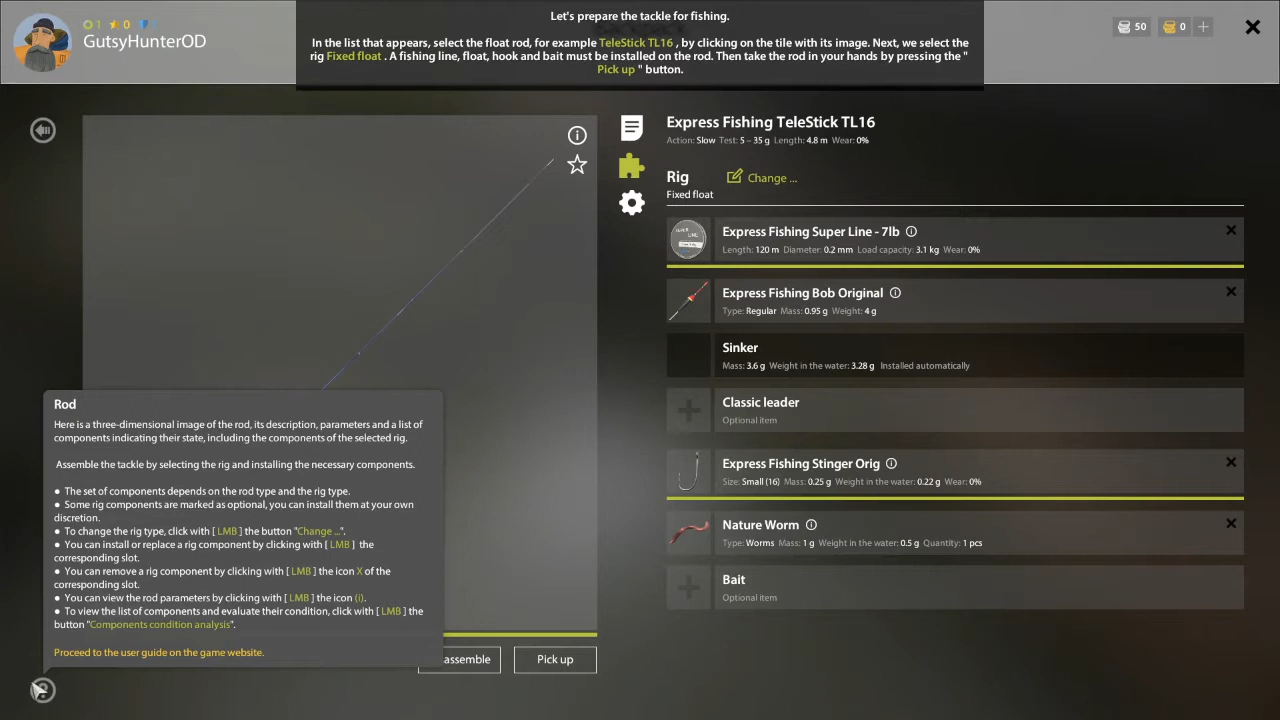 1 0
GutsyHunterOD
Let's prepare the tackle for fishing.
In the list that appears, select the float rod, for example TeleStick TL16 , by clicking on the tile with its image. Next, we select the
rig Fixed float . A fishing line, float, hook and bait must be installed on the rod. Then take the rod in your hands by pressing the "
Pick up " button.
50
0
Express Fishing TeleStick TL16
Action: Slow Test: 5 – 35 g Length: 4.8 m Wear: 0%
Rig
Change ...
Fixed float
Express Fishing Super Line - 7lb
Length: 120 m Diameter: 0.2 mm Load capacity: 3.1 kg Wear: 0%
Express Fishing Bob Original
Type: Regular Mass: 0.95 g Weight: 4 g
Sinker
Mass: 3.6 g Weight in the water: 3.28 g Installed automatically
Classic leader
Optional item
Express Fishing Stinger Orig
Size: Small (16) Mass: 0.25 g Weight in the water: 0.22 g Wear: 0%
Nature Worm
Type: Worms Mass: 1 g Weight in the water: 0.5 g Quantity: 1 pcs
Bait
Optional item
Rod
Here is a three-dimensional image of the rod, its description, parameters and a list of
components indicating their state, including the components of the selected rig.
Assemble the tackle by selecting the rig and installing the necessary components.
● The set of components depends on the rod type and the rig type.
● Some rig components are marked as optional, you can install them at your own
discretion.
● To change the rig type, click with [ LMB ] the button "Change ...".
● You can install or replace a rig component by clicking with [ LMB ] the
corresponding slot.
● You can remove a rig component by clicking with [ LMB ] the icon X of the
corresponding slot.
● You can view the rod parameters by clicking with [ LMB ] the icon (i).
● To view the list of components and evaluate their condition, click with [ LMB ] the
button "Components condition analysis".
Proceed to the user guide on the game website.
assemble
Pick up